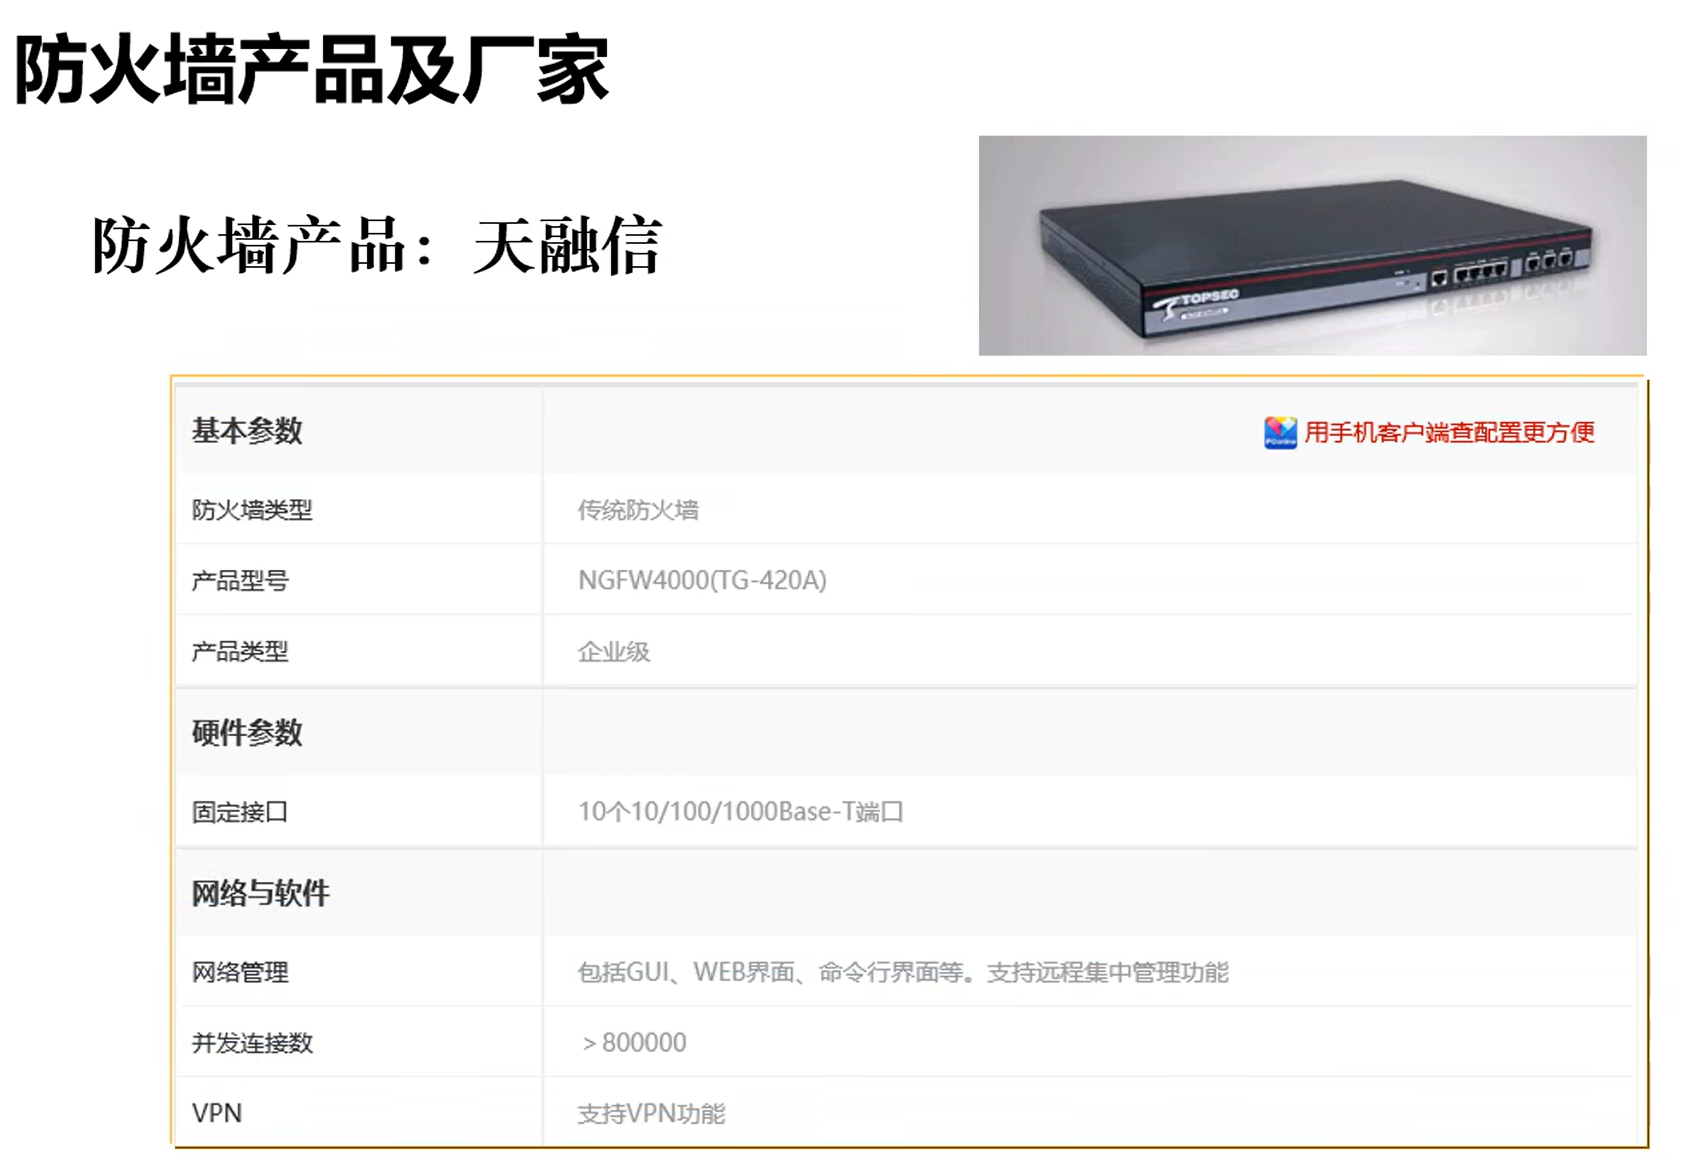 防火墙产品及厂家
防火墙产品：天融信
TOPSEC
基本参数
用手机客户端查配置更方便
防火墙类型 传统防火墙
产品型号 NGFW4000(TG-420A)
产品类型 企业级
硬件参数
固定接口 10个10/100/1000Base-T端口
网络与软件
网络管理 包括GUI、WEB界面、命令行界面等。支持远程集中管理功能
并发连接数 ＞800000
VPN 支持VPN功能